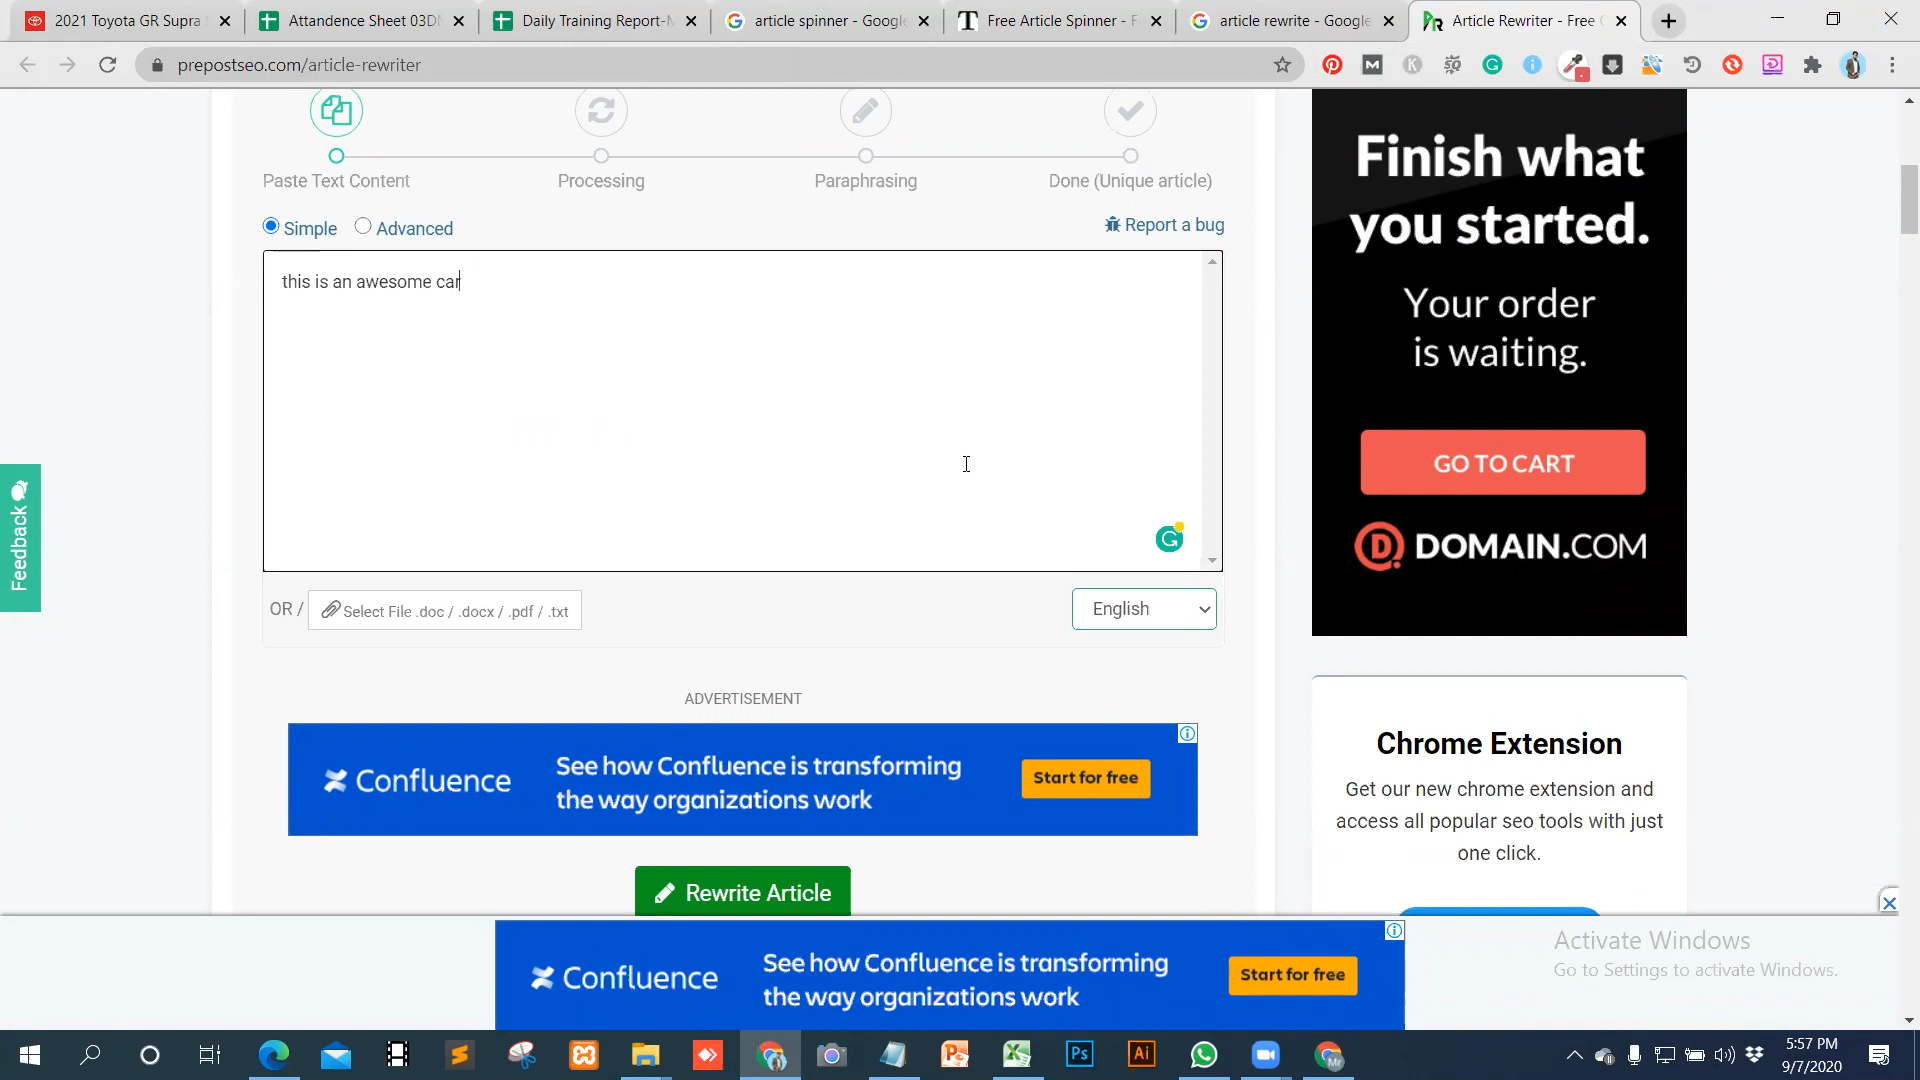 2021 Toyota GR Supra
Attandence Sheet 03D
Daily Training Report-
article spinner - Google
Free Article Spinner - F
article rewrite - Google
Article Rewriter - Free
prepostseo.com/article-rewriter
Paste Text Content
Processing
Paraphrasing
Done (Unique article)
Simple
Advanced
Report a bug
this is an awesome car
OR /
Select File .doc / .docx / .pdf / .txt
English
Feedback
ADVERTISEMENT
Confluence
See how Confluence is transforming
the way organizations work
Start for free
Rewrite Article
Finish what
you started.
Your order
is waiting.
GO TO CART
DOMAIN.COM
Chrome Extension
Get our new chrome extension and
access all popular seo tools with just
one click.
Confluence
See how Confluence is transforming
the way organizations work
Start for free
Activate Windows
Go to Settings to activate Windows.
Ps
Ai
5:57 PM
9/7/2020